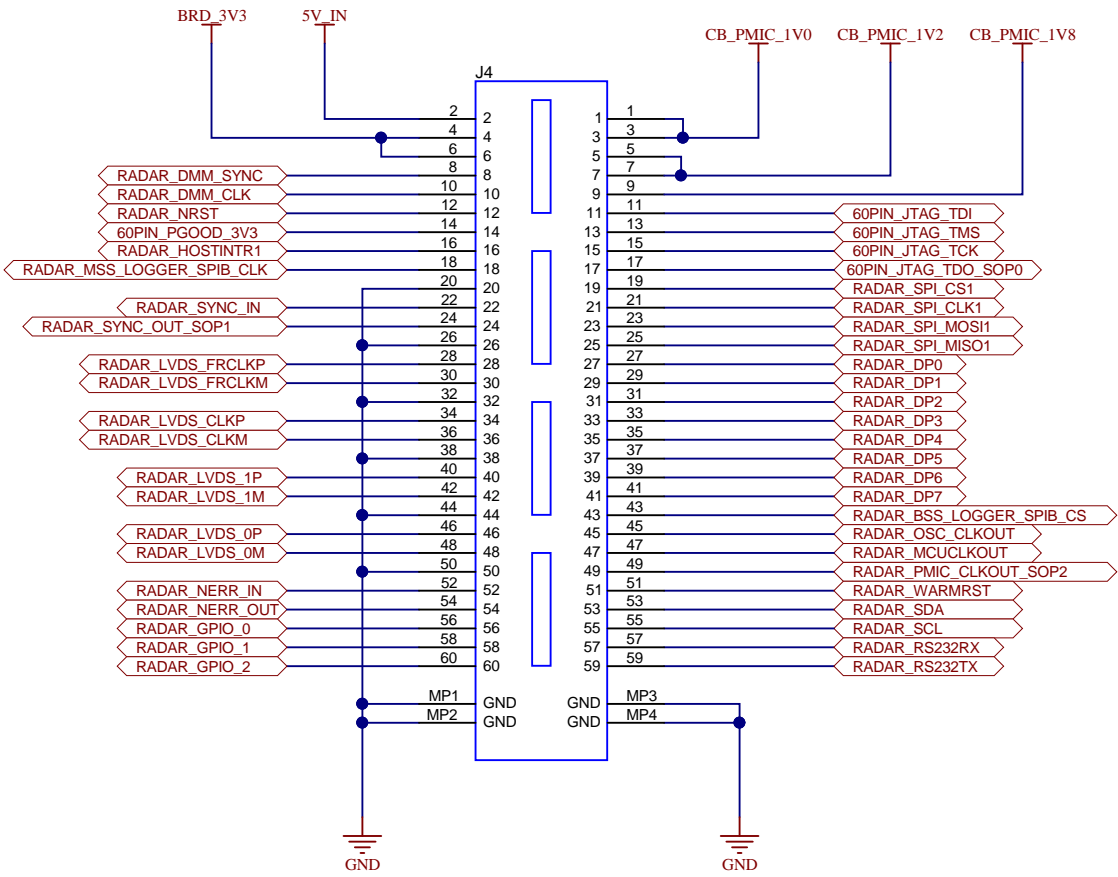 BRD_3V3 5V_IN
CB_PMIC_1V0 CB_PMIC_1V2 CB_PMIC_1V8
J4
2 2 1 1
4 4 3 3
6 6 5 5
RADAR_DMM_SYNC 8 8 7 7
RADAR_DMM_CLK 10 10 9 9
RADAR_NRST 12 12 11 11 60PIN_JTAG_TDI
60PIN_PGOOD_3V3 14 14 13 13 60PIN_JTAG_TMS
RADAR_HOSTINTR1 16 16 15 15 60PIN_JTAG_TCK
RADAR_MSS_LOGGER_SPIB_CLK 18 18 17 17 60PIN_JTAG_TDO_SOP0
20 20 19 19 RADAR_SPI_CS1
RADAR_SYNC_IN 22 22 21 21 RADAR_SPI_CLK1
RADAR_SYNC_OUT_SOP1 24 24 23 23 RADAR_SPI_MOSI1
26 26 25 25 RADAR_SPI_MISO1
RADAR_LVDS_FRCLKP 28 28 27 27 RADAR_DP0
RADAR_LVDS_FRCLKM 30 30 29 29 RADAR_DP1
32 32 31 31 RADAR_DP2
RADAR_LVDS_CLKP 34 34 33 33 RADAR_DP3
RADAR_LVDS_CLKM 36 36 35 35 RADAR_DP4
38 38 37 37 RADAR_DP5
RADAR_LVDS_1P 40 40 39 39 RADAR_DP6
RADAR_LVDS_1M 42 42 41 41 RADAR_DP7
44 44 43 43 RADAR_BSS_LOGGER_SPIB_CS
RADAR_LVDS_0P 46 46 45 45 RADAR_OSC_CLKOUT
RADAR_LVDS_0M 48 48 47 47 RADAR_MCUCLKOUT
50 50 49 49 RADAR_PMIC_CLKOUT_SOP2
RADAR_NERR_IN 52 52 51 51 RADAR_WARMRST
RADAR_NERR_OUT 54 54 53 53 RADAR_SDA
RADAR_GPIO_0 56 56 55 55 RADAR_SCL
RADAR_GPIO_1 58 58 57 57 RADAR_RS232RX
RADAR_GPIO_2 60 60 59 59 RADAR_RS232TX
MP1 GND GND MP3
MP2 GND GND MP4
GND GND